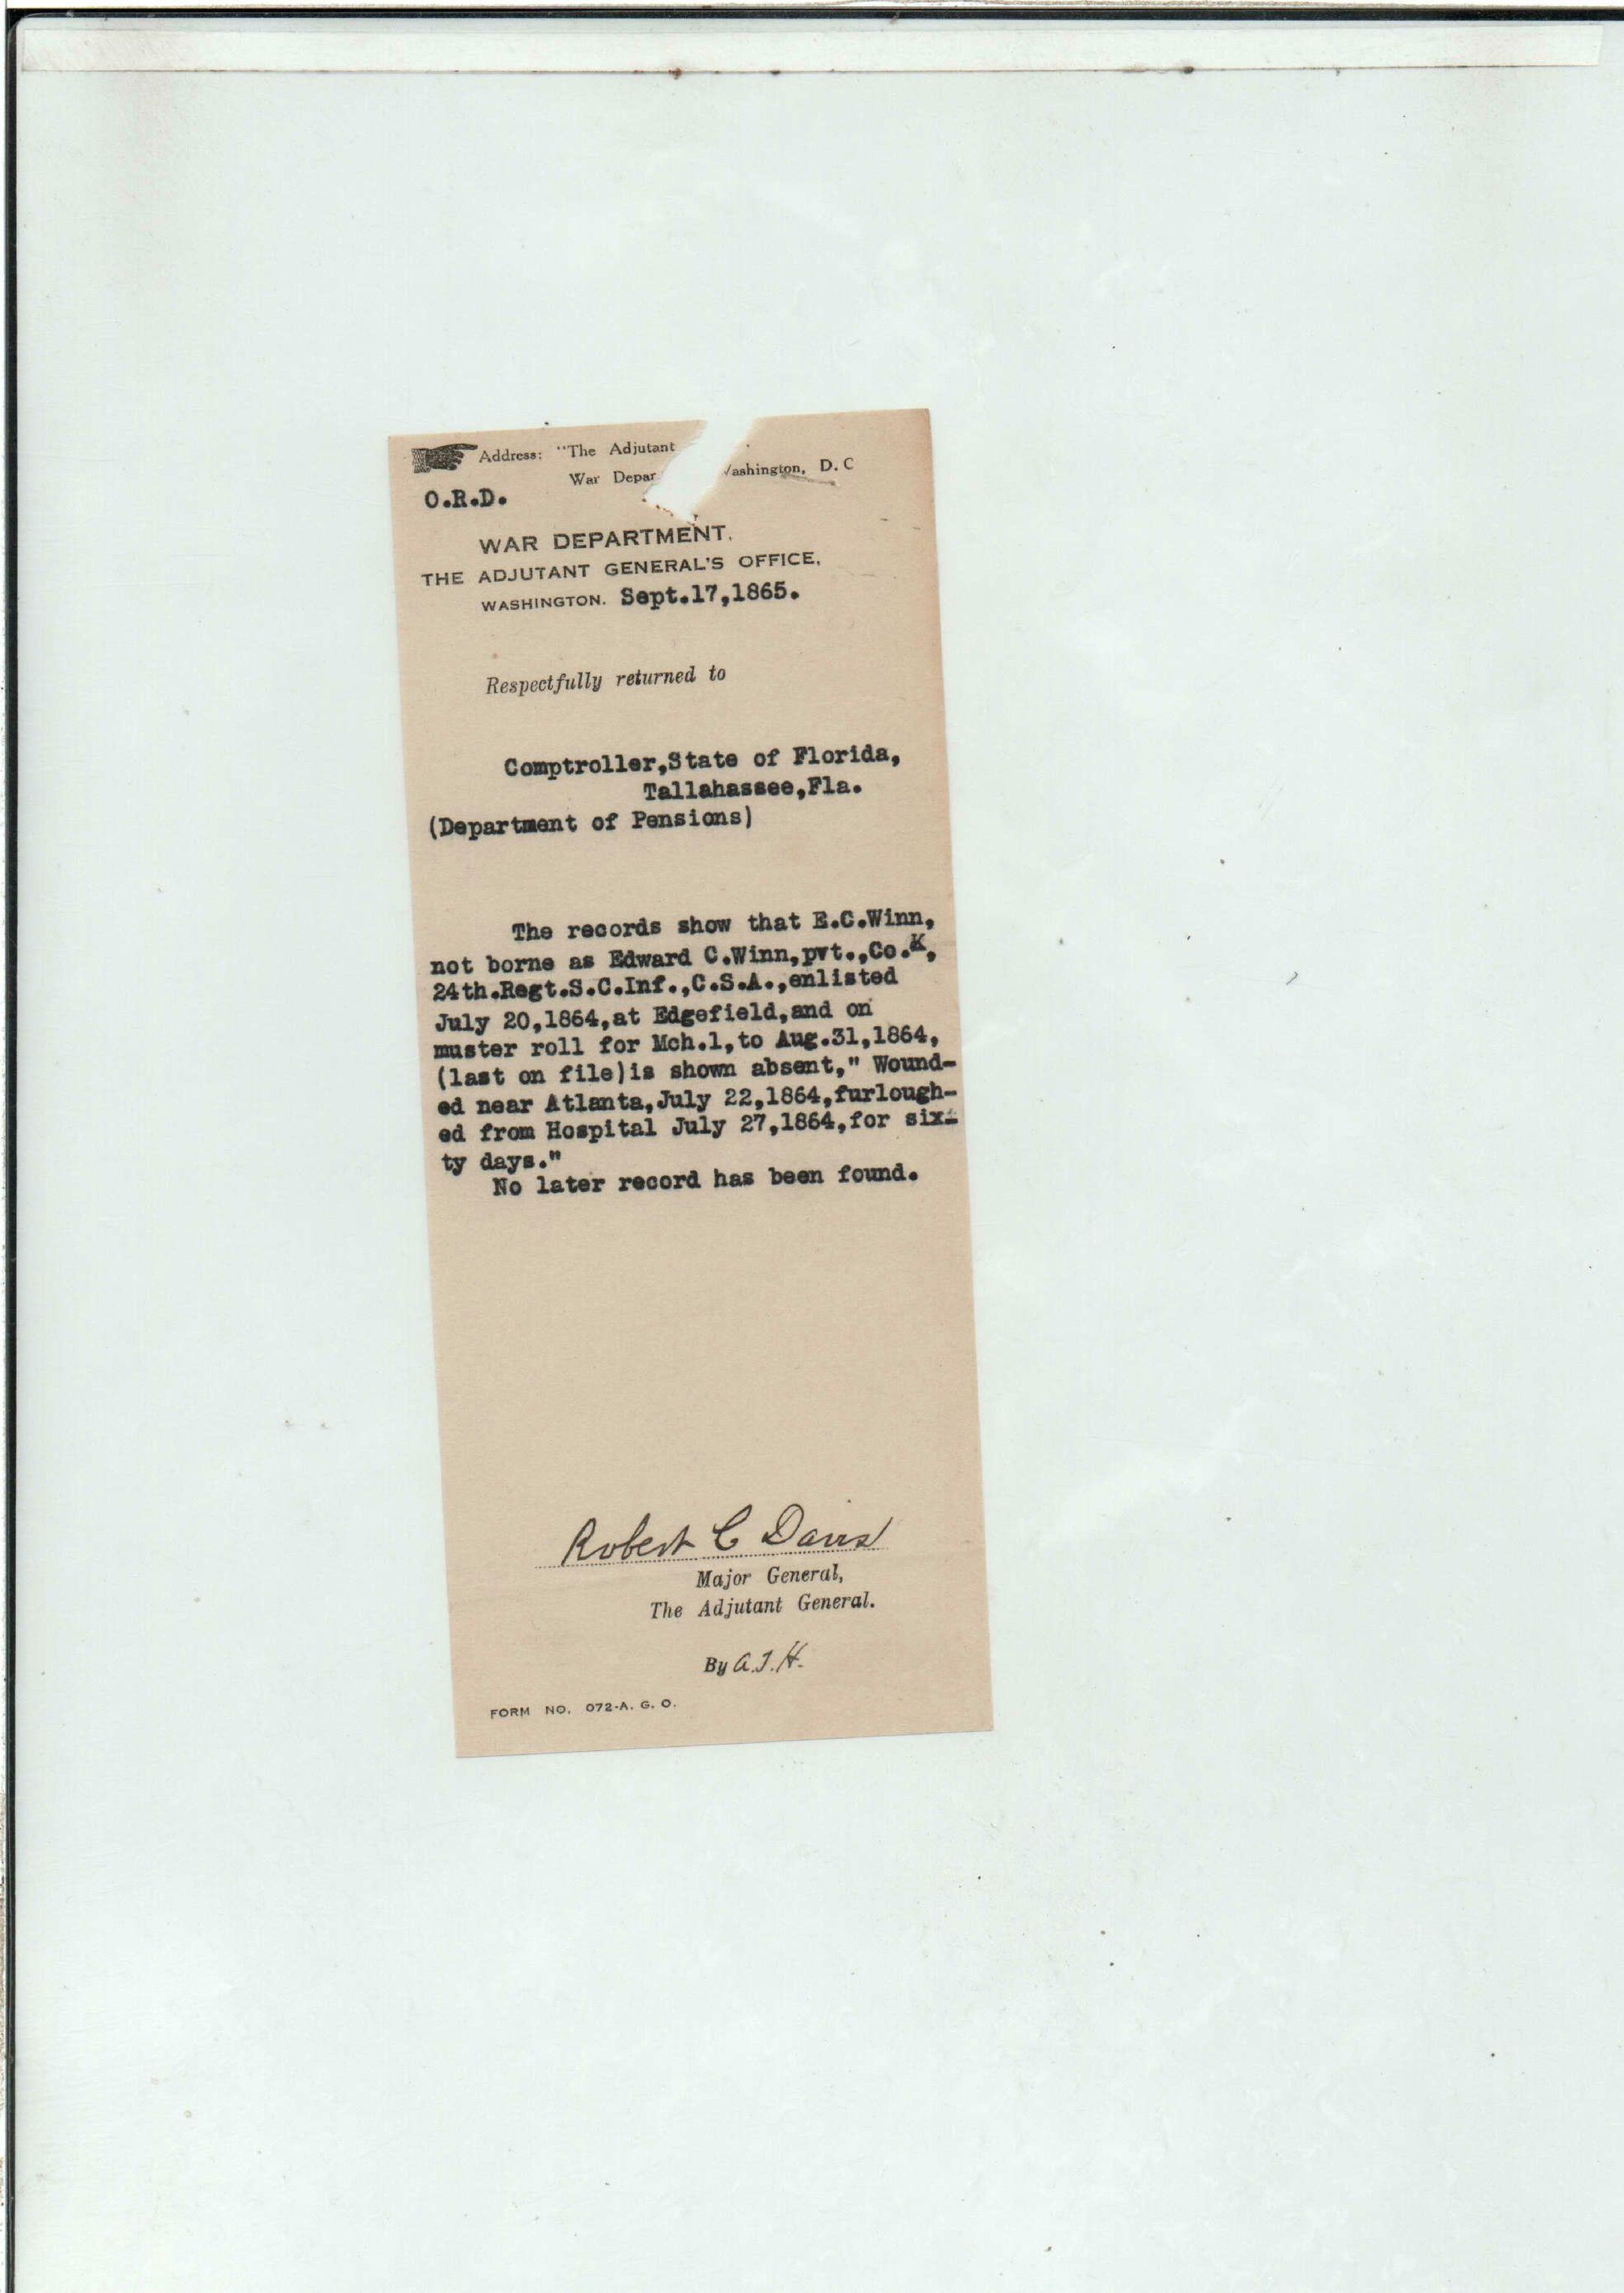 Address: "The Adjutant
War Depar ashington, D. C
O.R.D.
WAR DEPARTMENT,
THE ADJUTANT GENERAL'S OFFICE,
WASHINGTON. Sept.17,1865.
Respectfully returned to
Comptroller,State of Florida,
Tallahassee,Fla.
(Department of Pensions)
The records show that E.C.Winn,
not borne as Edward C.Winn,pvt.,Co.K,
24th.Regt.S.C.Inf.,C.S.A.,enlisted
July 20,1864,at Edgefield,and on
muster roll for Mch.1,to Aug.31,1864,
(last on file)is shown absent," Wound-
ed near Atlanta,July 22,1864,furlough-
ed from Hospital July 27,1864,for six-
ty days."
No later record has been found.
Robert C Davis
Major General,
The Adjutant General.
By A.J.H.
FORM NO. 072-A. G. O.